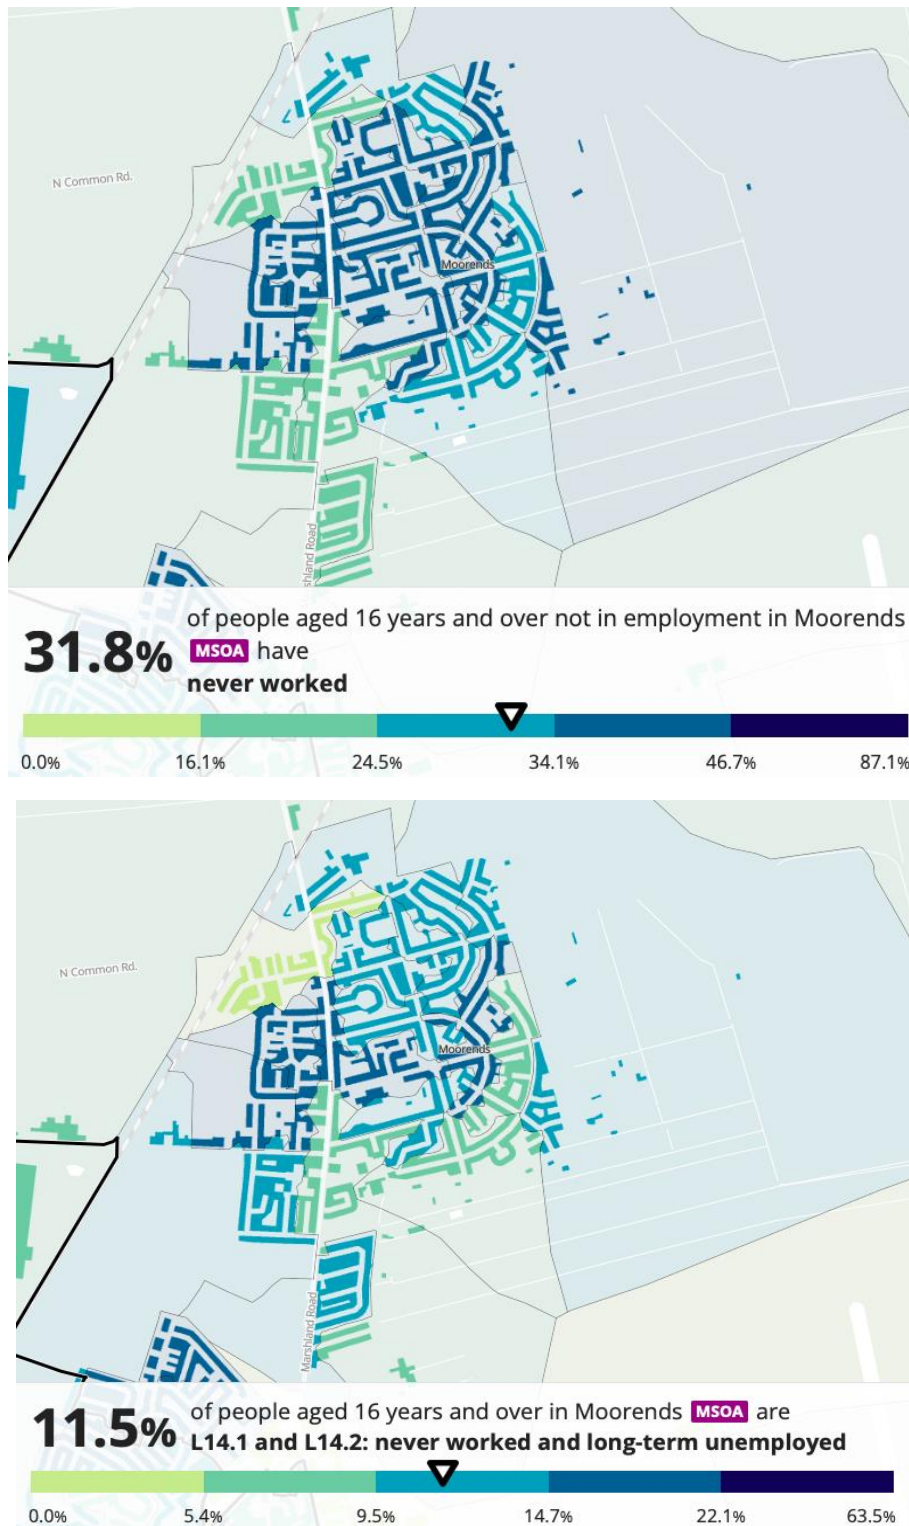 N Common Rd.
Moorends
shland Road
31.8%
of people aged 16 years and over not in employment in Moorends
MSOA have
never worked
0.0% 16.1% 24.5% 34.1% 46.7% 87.1%
N Common Rd.
Moorends
Marshland Road
11.5%
of people aged 16 years and over in Moorends MSOA are
L14.1 and L14.2: never worked and long-term unemployed
0.0% 5.4% 9.5% 14.7% 22.1% 63.5%